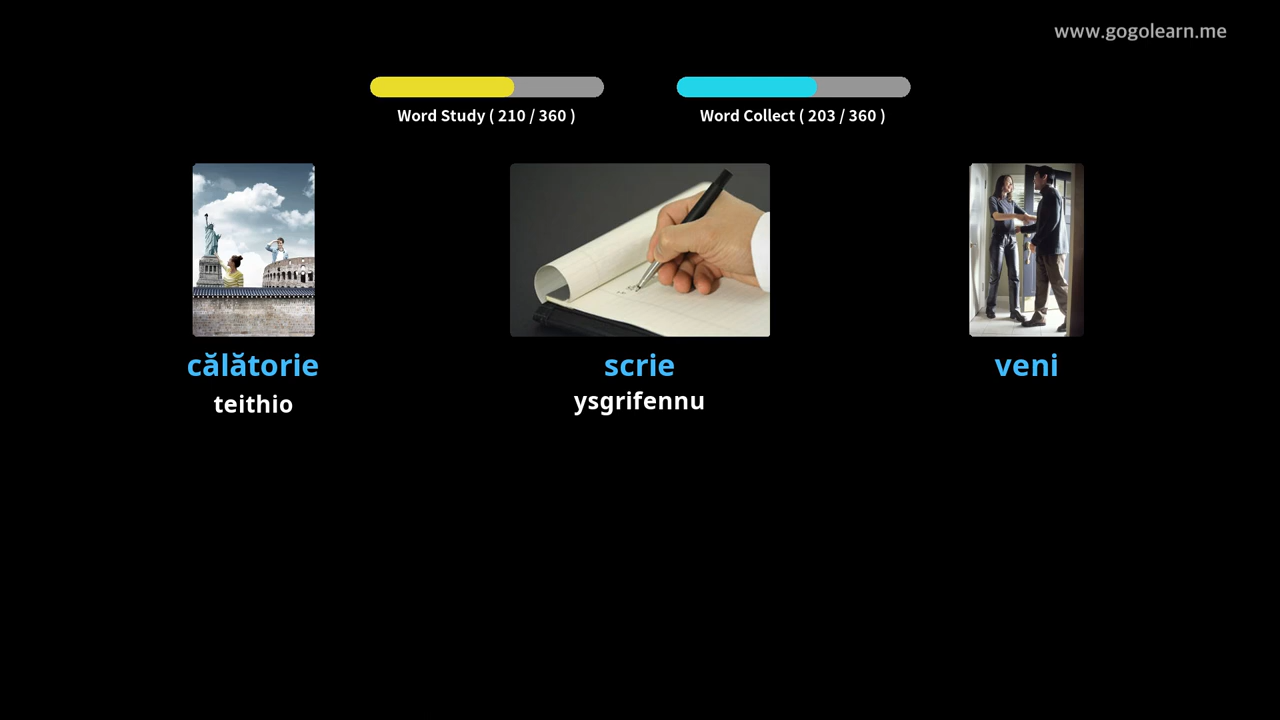 www.gogolearn.me
Word Study ( 210 / 360 )
Word Collect ( 203 / 360 )
călătorie
scrie
veni
teithio
ysgrifennu